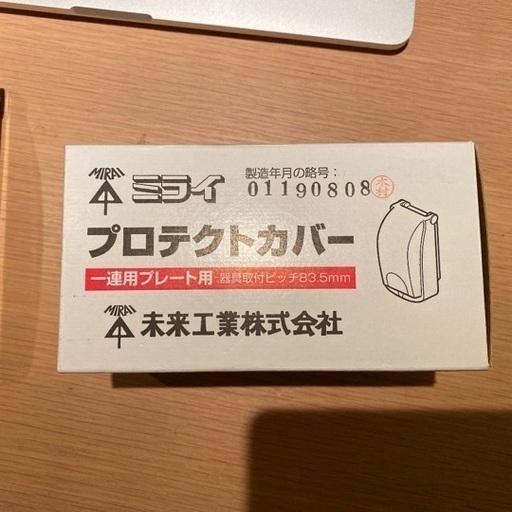 MIRAI ミライ
製造年月の略号：
01190808 木村
プロテクトカバー
一連用プレート用 器具取付ピッチ83.5mm
MIRAI 未来工業株式会社